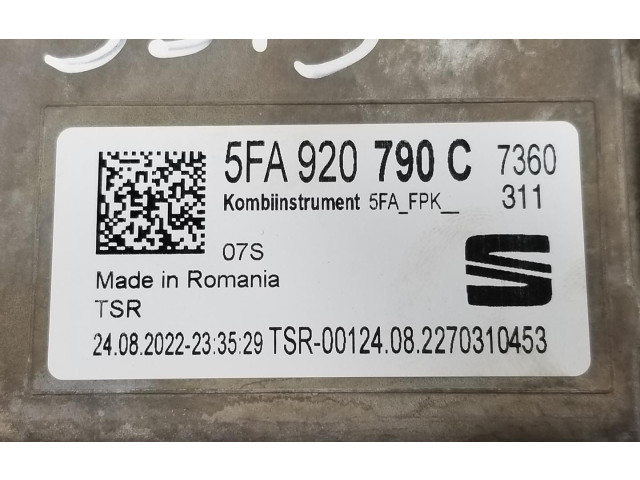 5FA 920 790 C 7360
Kombiinstrument 5FA_FPK__ 311
07S
Made in Romania
TSR
24.08.2022-23:35:29 TSR-00124.08.2270310453